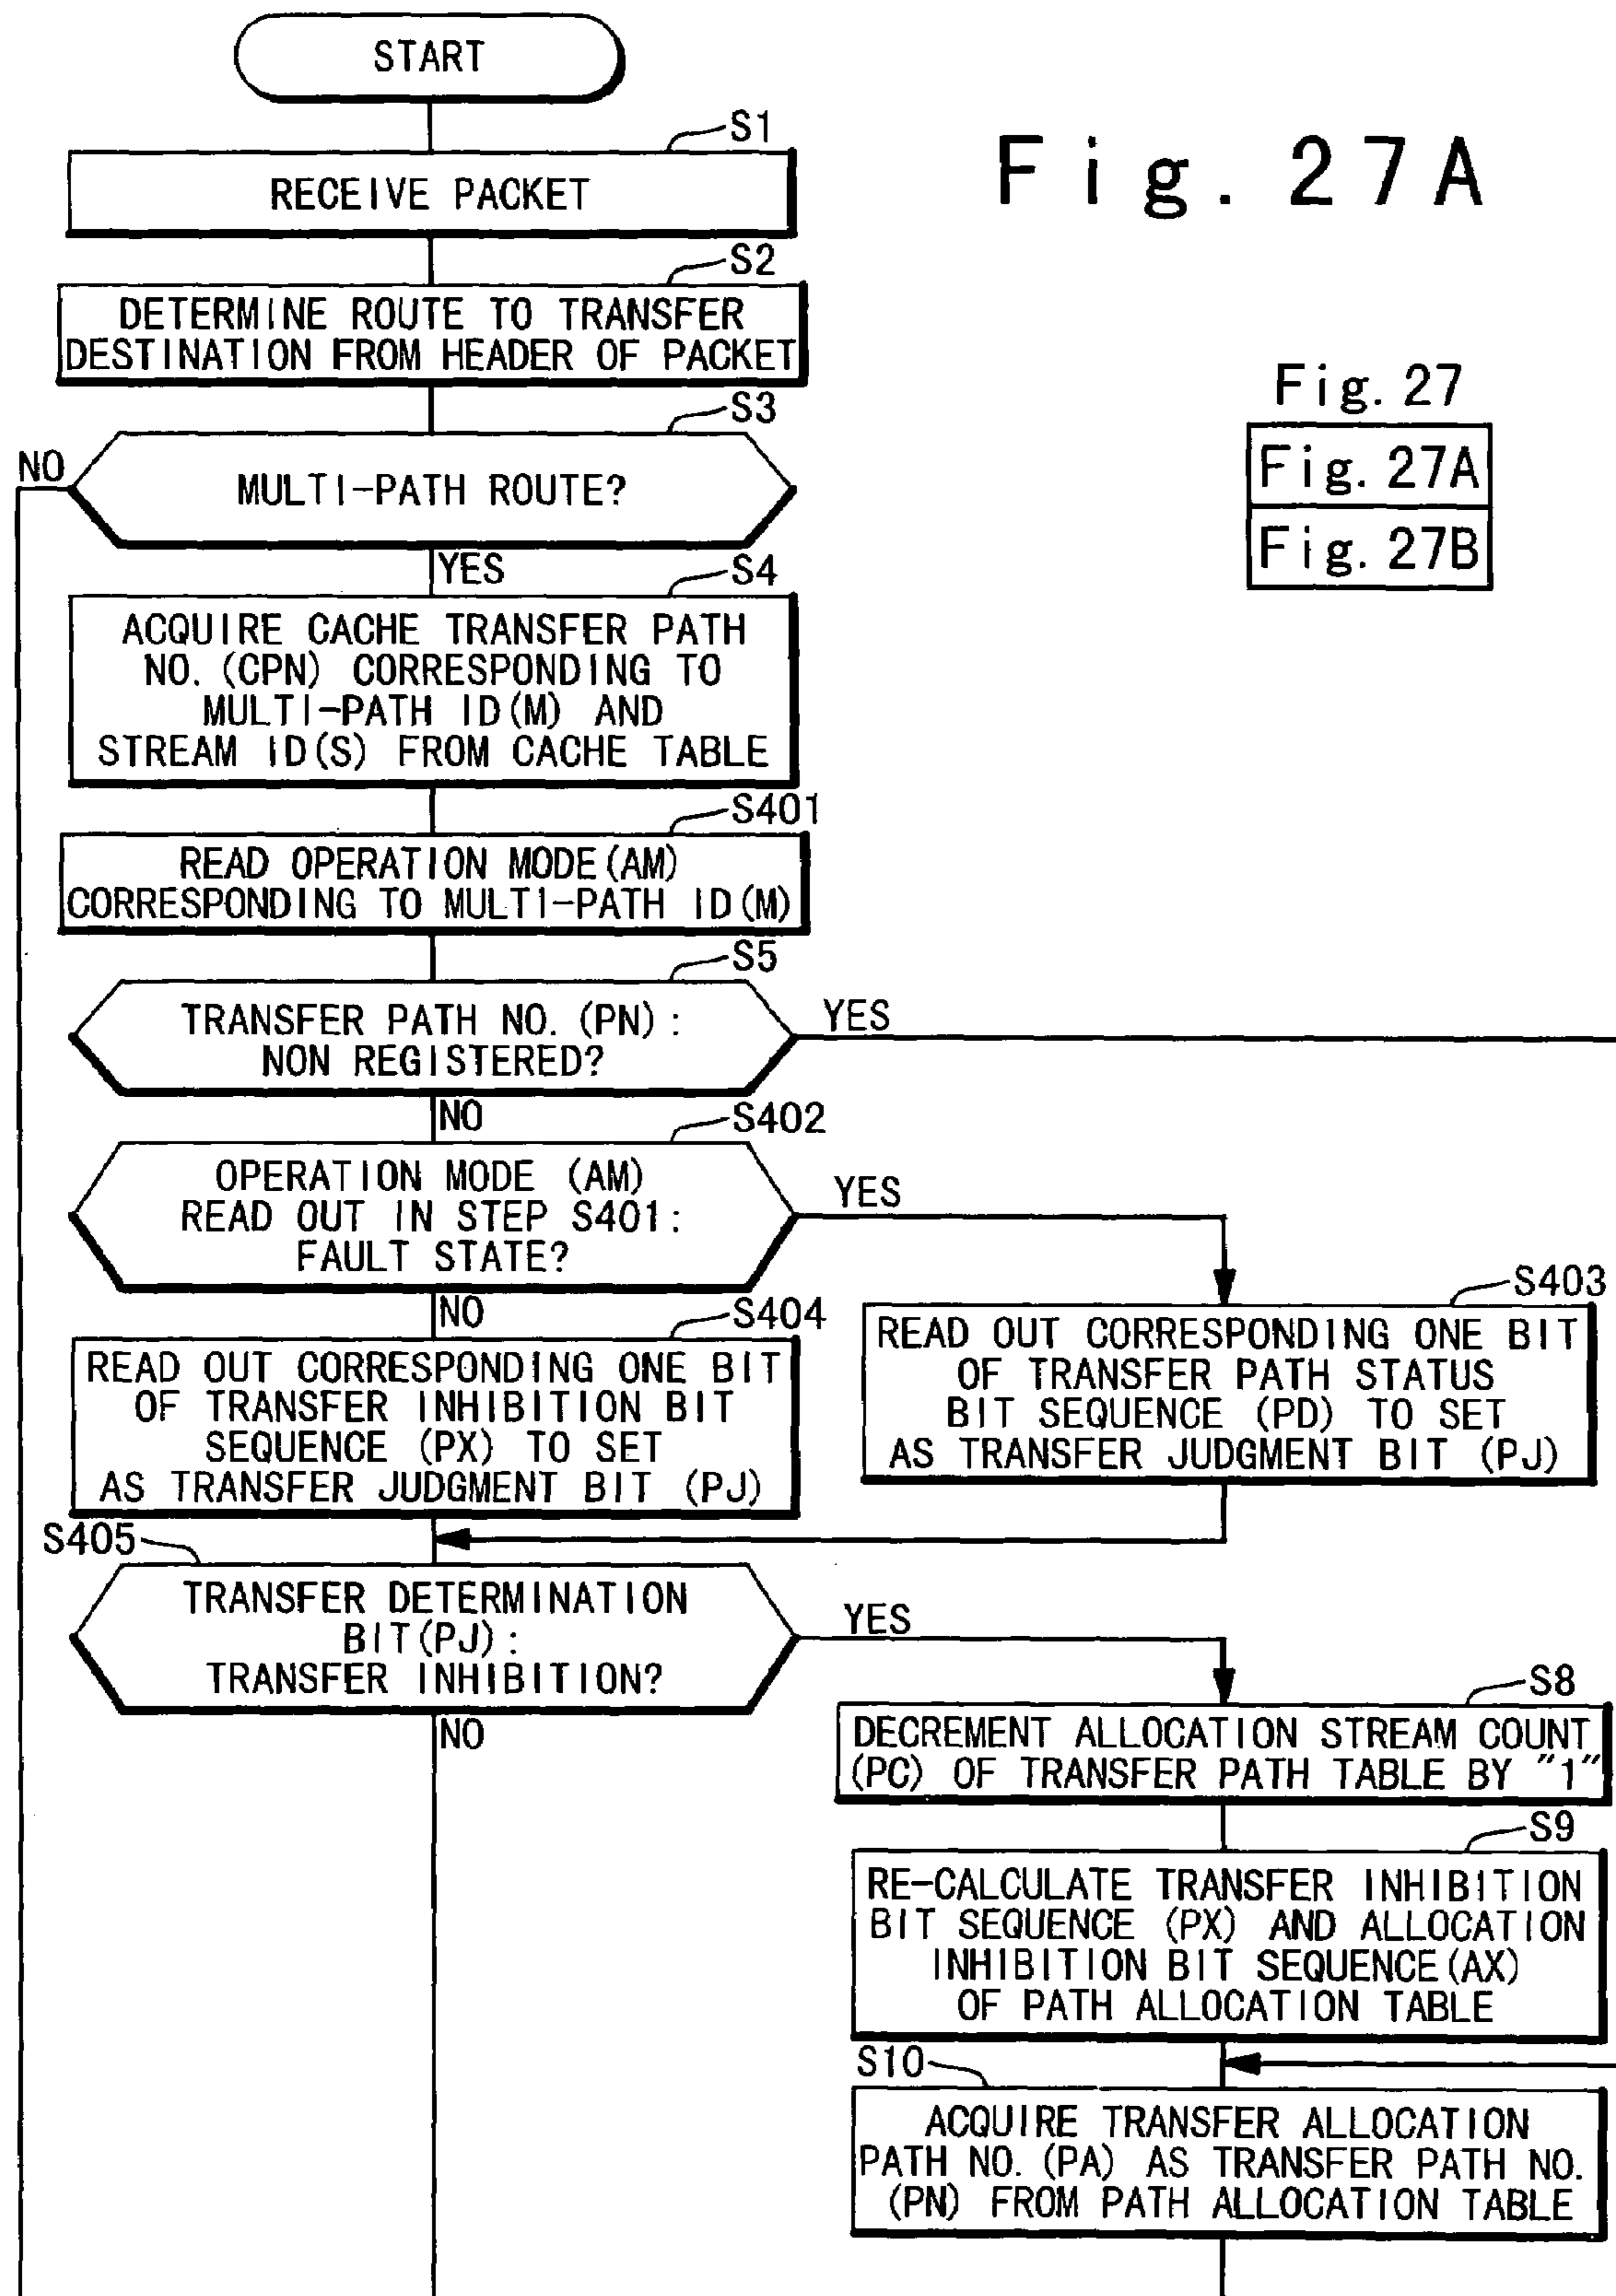 START
Fig. 27A
S1
RECEIVE PACKET
S2
DETERMINE ROUTE TO TRANSFER
DESTINATION FROM HEADER OF PACKET
Fig. 27
Fig. 27A
Fig. 27B
S3
NO
MULTI-PATH ROUTE?
YES
S4
ACQUIRE CACHE TRANSFER PATH
NO. (CPN) CORRESPONDING TO
MULTI-PATH ID(M) AND
STREAM ID(S) FROM CACHE TABLE
S401
READ OPERATION MODE(AM)
CORRESPONDING TO MULTI-PATH ID(M)
S5
TRANSFER PATH NO. (PN):
NON REGISTERED?
YES
NO
S402
OPERATION MODE (AM)
READ OUT IN STEP S401:
FAULT STATE?
YES
NO
S404
READ OUT CORRESPONDING ONE BIT
OF TRANSFER INHIBITION BIT
SEQUENCE (PX) TO SET
AS TRANSFER JUDGMENT BIT (PJ)
S403
READ OUT CORRESPONDING ONE BIT
OF TRANSFER PATH STATUS
BIT SEQUENCE (PD) TO SET
AS TRANSFER JUDGMENT BIT (PJ)
S405
TRANSFER DETERMINATION
BIT(PJ):
TRANSFER INHIBITION?
YES
NO
S8
DECREMENT ALLOCATION STREAM COUNT
(PC) OF TRANSFER PATH TABLE BY "1"
S9
RE-CALCULATE TRANSFER INHIBITION
BIT SEQUENCE (PX) AND ALLOCATION
INHIBITION BIT SEQUENCE(AX)
OF PATH ALLOCATION TABLE
S10
ACQUIRE TRANSFER ALLOCATION
PATH NO. (PA) AS TRANSFER PATH NO.
(PN) FROM PATH ALLOCATION TABLE